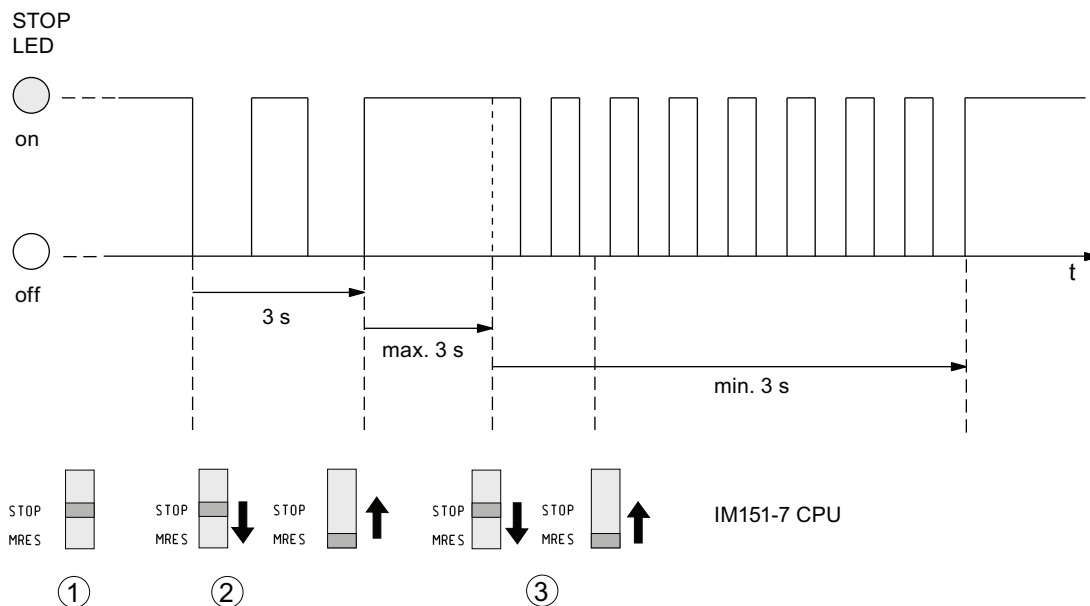 STOP
LED
on
off
t
3 s
max. 3 s
min. 3 s
STOP STOP STOP STOP STOP IM151-7 CPU
MRES MRES MRES MRES MRES
1 2 3